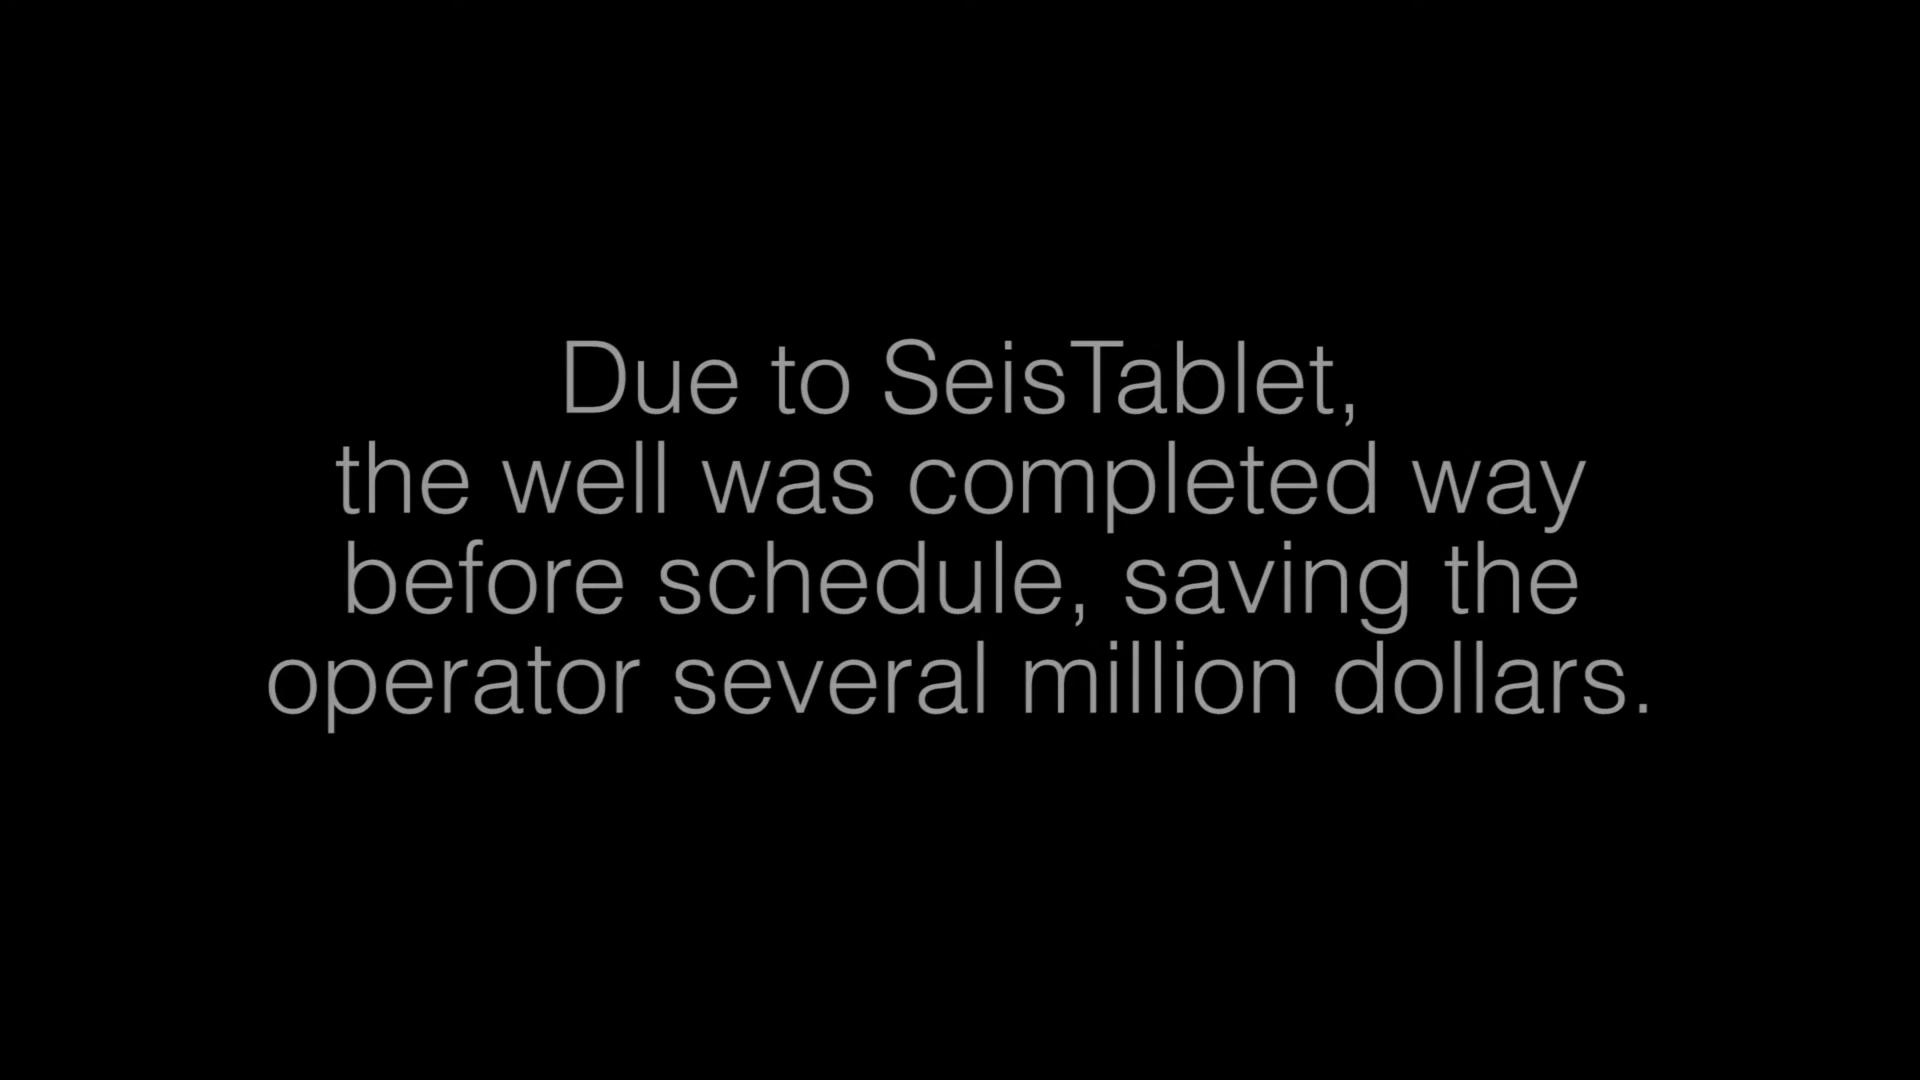 Due to SeisTablet,
the well was completed way
before schedule, saving the
operator several million dollars.